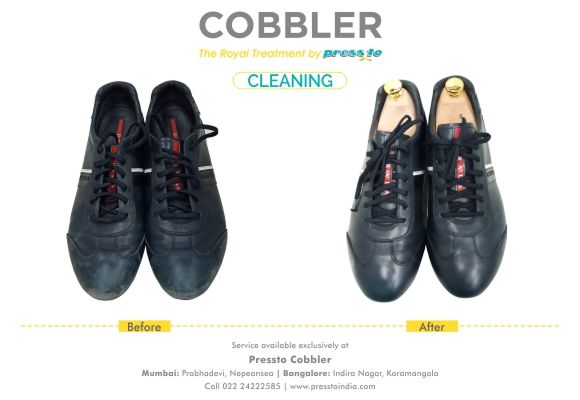 COBBLER
The Royal Treatment by pressto
CLEANING
Before
After
Service available exclusively at
Pressto Cobbler
Mumbai: Prabhadevi, Nepeansea | Bangalore: Indira Nagar, Koramangala
Call 022 24222585 | www.presstoindia.com